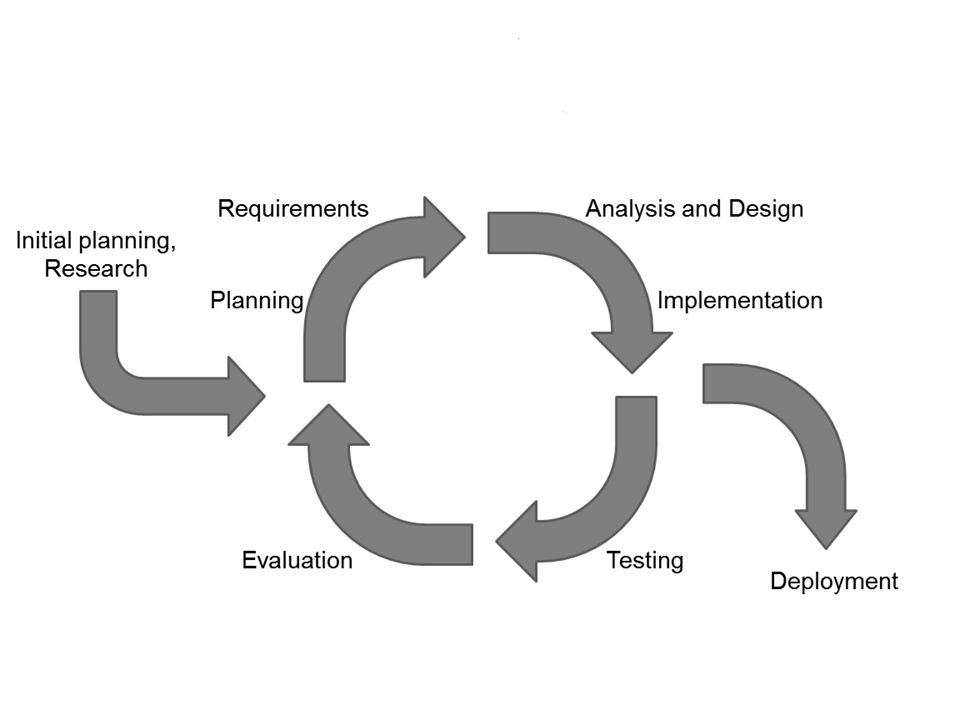 Requirements
Analysis and Design
Initial planning,
Research
Planning
Implementation
Evaluation
Testing
Deployment